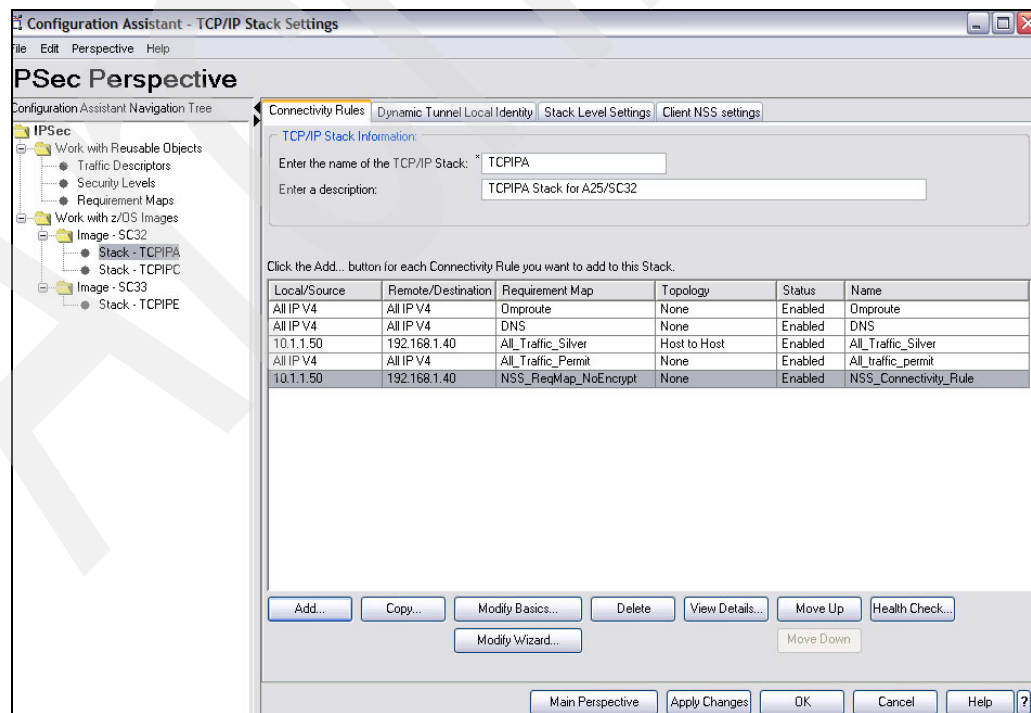 Configuration Assistant - TCP/IP Stack Settings
File Edit Perspective Help
IPSec Perspective
Configuration Assistant Navigation Tree
IPSec
Work with Reusable Objects
Traffic Descriptors
Security Levels
Requirement Maps
Work with z/OS Images
Image - SC32
Stack - TCPIPA
Stack - TCPIPC
Image - SC33
Stack - TCPIPE
Connectivity Rules Dynamic Tunnel Local Identity Stack Level Settings Client NSS settings
TCP/IP Stack Information:
Enter the name of the TCP/IP Stack: * TCPIPA
Enter a description: TCPIPA Stack for A25/SC32
Click the Add... button for each Connectivity Rule you want to add to this Stack.
Local/Source Remote/Destination Requirement Map Topology Status Name
All IP V4 All IP V4 Omproute None Enabled Omproute
All IP V4 All IP V4 DNS None Enabled DNS
10.1.1.50 192.168.1.40 All_Traffic_Silver Host to Host Enabled All_Traffic_Silver
All IP V4 All IP V4 All_Traffic_Permit None Enabled All_traffic_permit
10.1.1.50 192.168.1.40 NSS_ReqMap_NoEncrypt None Enabled NSS_Connectivity_Rule
Add... Copy... Modify Basics... Delete View Details... Move Up Health Check...
Modify Wizard... Move Down
Main Perspective Apply Changes OK Cancel Help ?